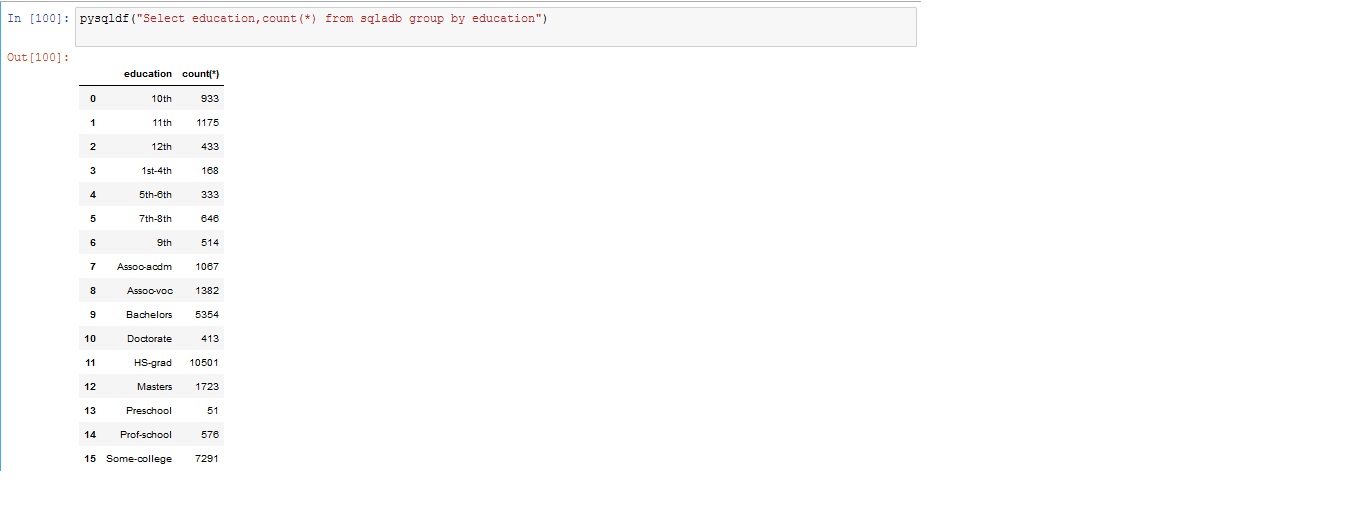 In [100]: pysqldf("Select education,count(*) from sqladb group by education")
Out[100]:
education count(*)
0 10th 933
1 11th 1175
2 12th 433
3 1st-4th 168
4 5th-6th 333
5 7th-8th 646
6 9th 514
7 Assoc-acdm 1067
8 Assoc-voc 1382
9 Bachelors 5354
10 Doctorate 413
11 HS-grad 10501
12 Masters 1723
13 Preschool 51
14 Prof-school 576
15 Some-college 7291